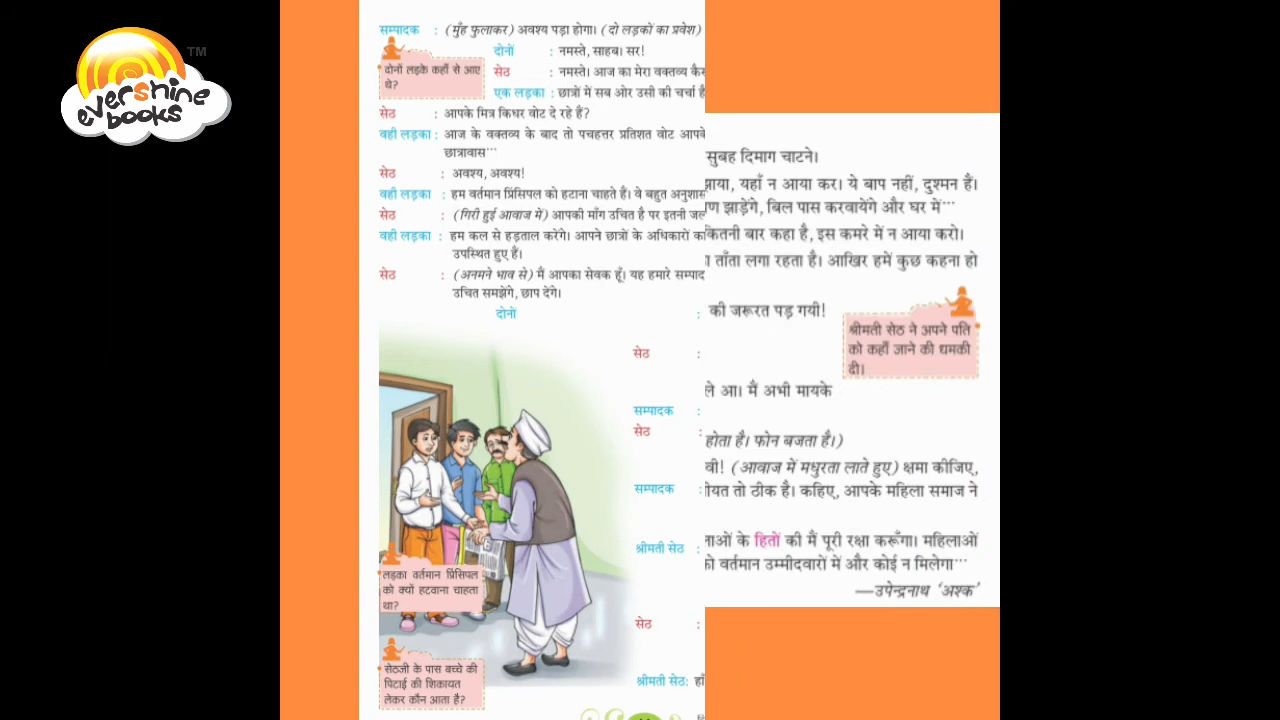 evershine
books
TM
सम्पादक : (मुँह फुलाकर) अवश्य पड़ा होगा। (दो लड़कों का प्रवेश)
दोनों : नमस्ते, साहब। सर!
दोनों लड़के कहाँ से आए
थे?
सेठ : नमस्ते। आज का मेरा वक्तव्य कैस
एक लड़का : छात्रों में सब ओर उसी की चर्चा है
सेठ : आपके मित्र किधर वोट दे रहे हैं?
वही लड़का : आज के वक्तव्य के बाद तो पचहत्तर प्रतिशत वोट आपके
छात्रावास...
सेठ : अवश्य, अवश्य!
वही लड़का : हम वर्तमान प्रिंसिपल को हटाना चाहते हैं। वे बहुत अनुशास
सेठ : (गिरी हुई आवाज में) आपकी माँग उचित है पर इतनी जल
वही लड़का : हम कल से हड़ताल करेंगे। आपने छात्रों के अधिकारों का
उपस्थित हुए हैं।
सेठ : (अनमने भाव से) मैं आपका सेवक हूँ। यह हमारे सम्पाद
उचित समझेंगे, छाप देंगे।
दोनों :
सेठ :
सम्पादक :
सेठ :
सम्पादक :
श्रीमती सेठ :
लड़का वर्तमान प्रिंसिपल
को क्यों हटवाना चाहता
था?
सेठ :
सेठजी के पास बच्चे की
पिटाई की शिकायत
लेकर कौन आता है?
श्रीमती सेठ: हाँ
सुबह दिमाग चाटने।
झाया, यहाँ न आया कर। ये बाप नहीं, दुश्मन हैं।
षण झाड़ेंगे, बिल पास करवायेंगे और घर में...
कितनी बार कहा है, इस कमरे में न आया करो।
ताँता लगा रहता है। आखिर हमें कुछ कहना हो
की जरूरत पड़ गयी!
श्रीमती सेठ ने अपने पति
को कहाँ जाने की धमकी
दी।
ले आ। मैं अभी मायके
होता है। फोन बजता है।)
वी! (आवाज में मधुरता लाते हुए) क्षमा कीजिए,
तो ठीक है। कहिए, आपके महिला समाज ने
के हितों की मैं पूरी रक्षा करूँगा। महिलाओं
को वर्तमान उम्मीदवारों में और कोई न मिलेगा...
—उपेन्द्रनाथ ‘अश्क’